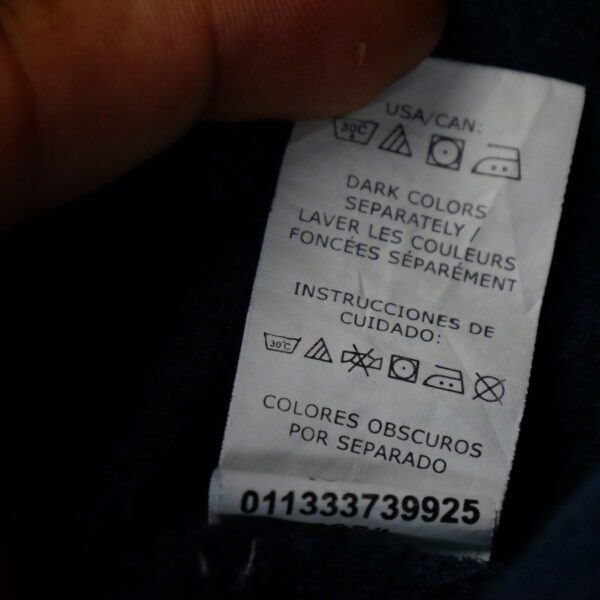 USA/CAN:
30C
DARK COLORS
SEPARATELY /
LAVER LES COULEURS
FONCÉES SÉPARÉMENT
INSTRUCCIONES DE
CUIDADO:
30°C
COLORES OBSCUROS
POR SEPARADO
011333739925